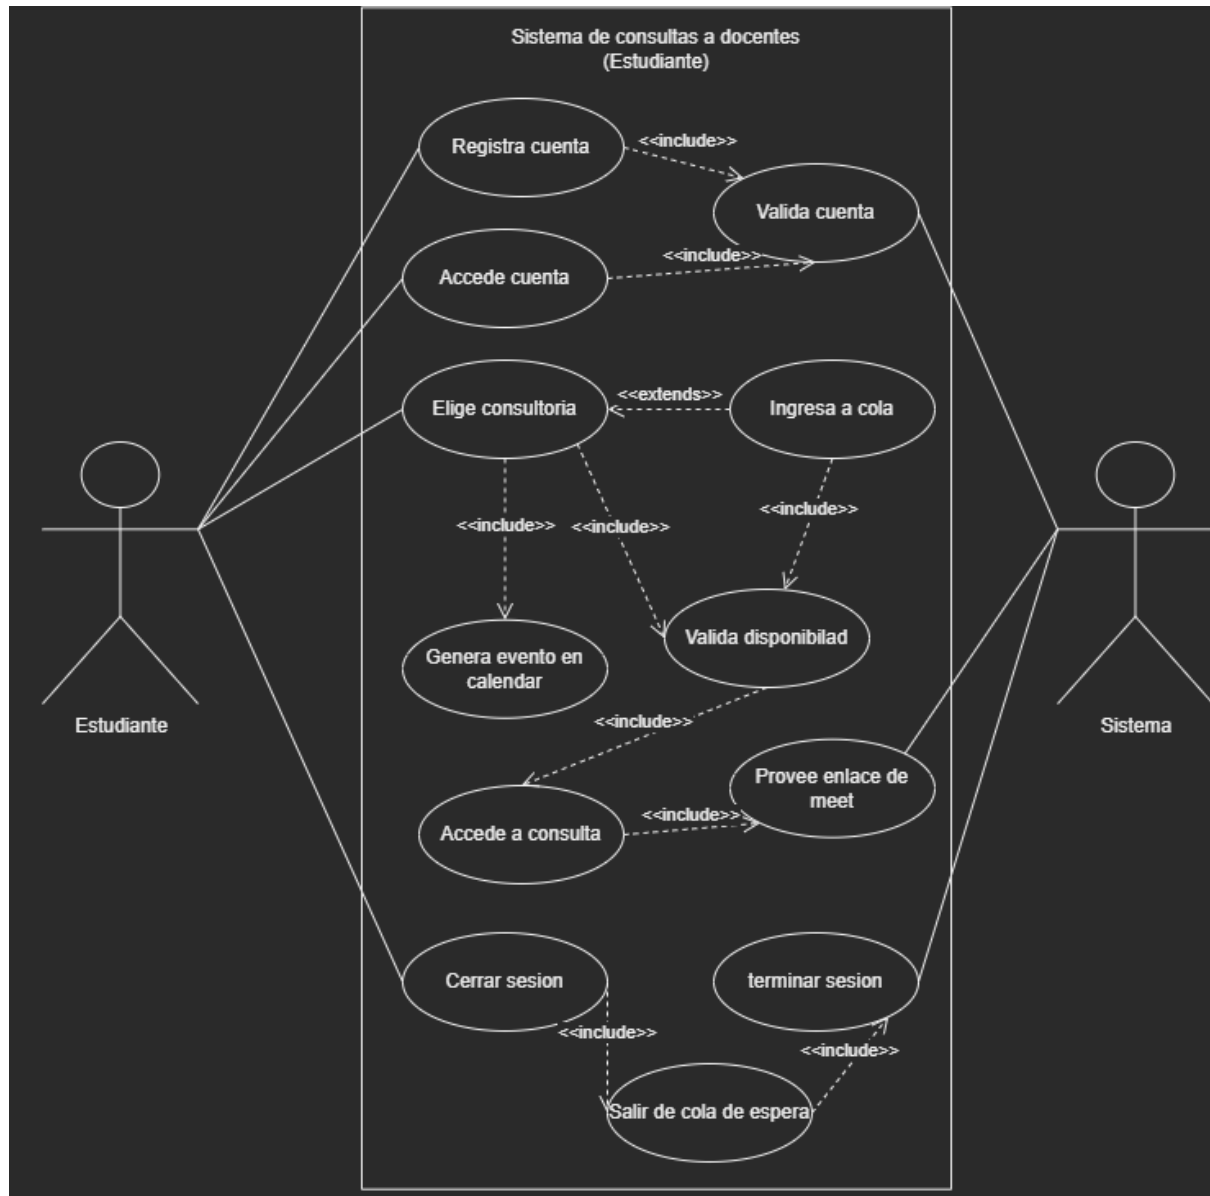 Sistema de consultas a docentes
(Estudiante)
Registra cuenta
<<include>>
Valida cuenta
Accede cuenta
<<include>>
Elige consultoria
<<extends>>
Ingresa a cola
<<include>>
<<include>>
<<include>>
Genera evento en
calendar
Valida disponibilad
Estudiante
Sistema
<<include>>
Provee enlace de
meet
Accede a consulta
<<include>>
Cerrar sesion
terminar sesion
<<include>>
<<include>>
Salir de cola de espera